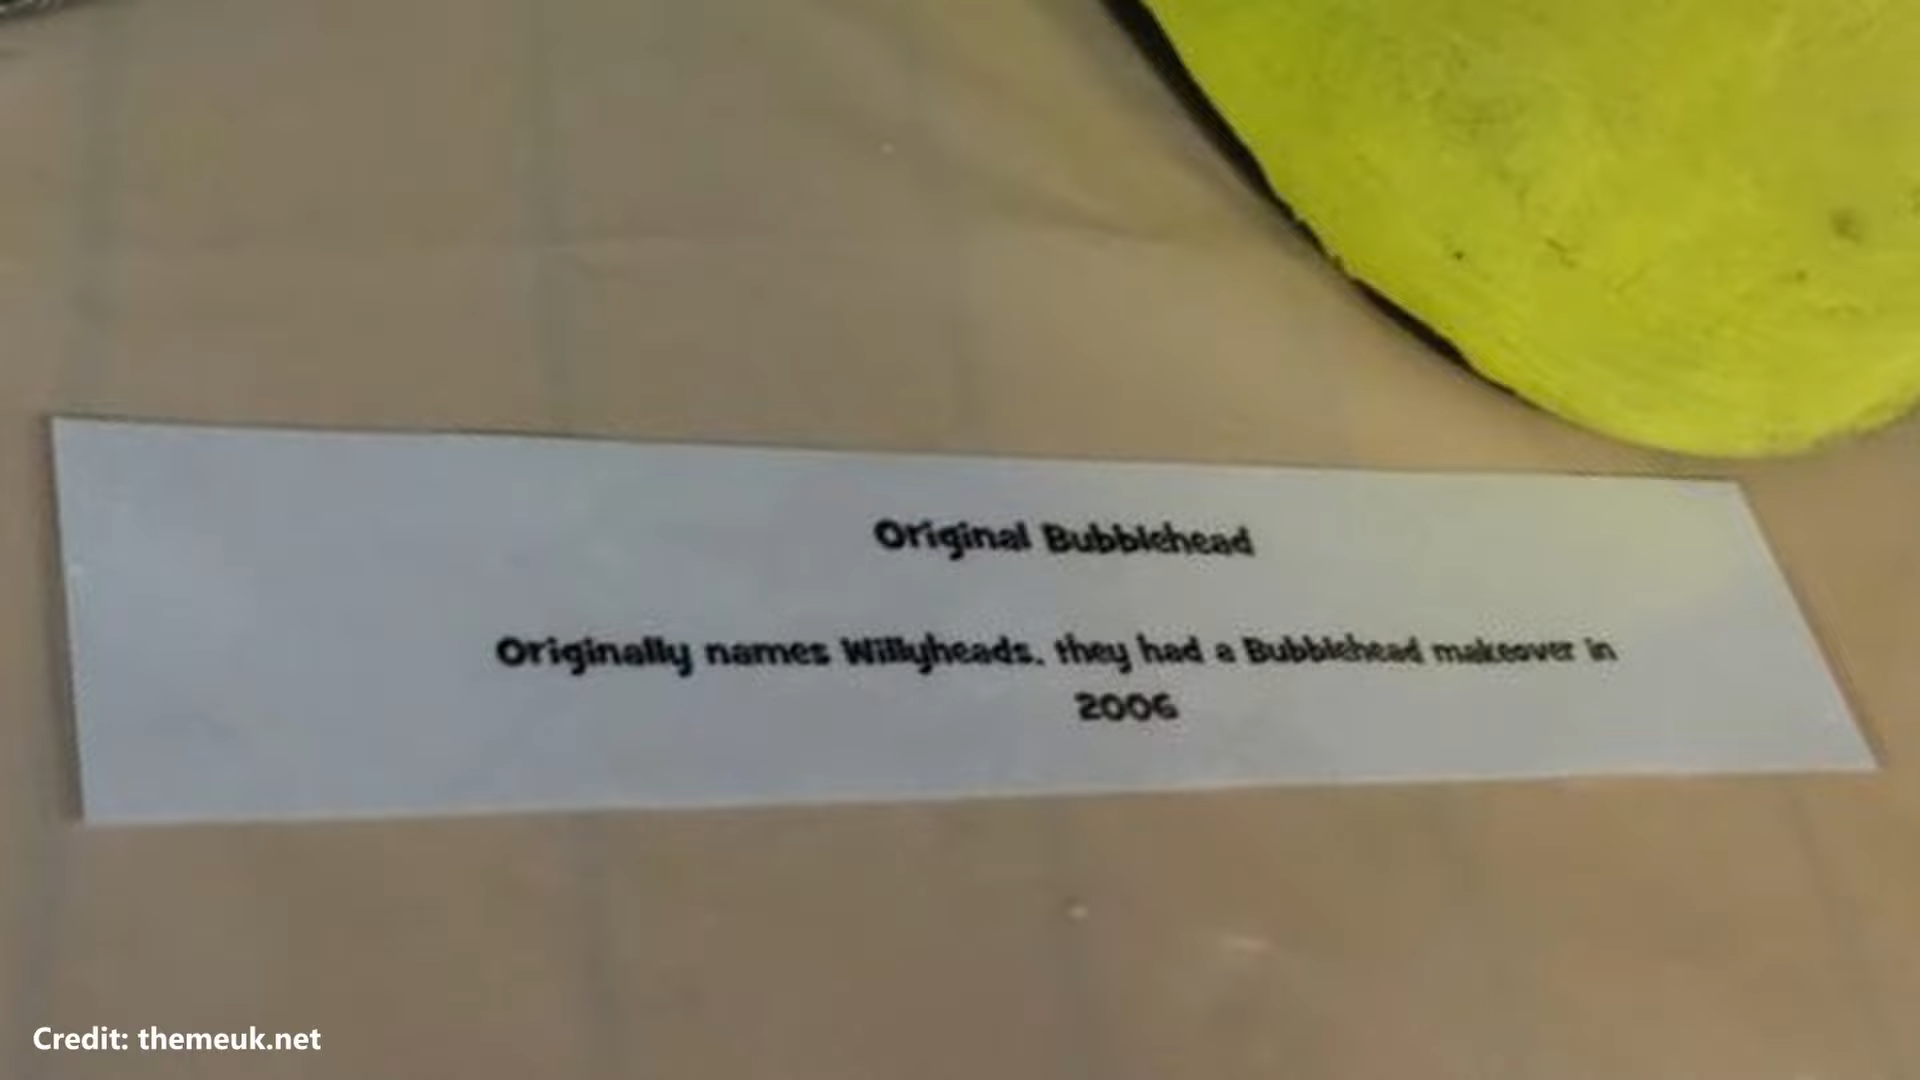 Original Bubblehead
Originally names Willyheads. they had a Bubblehead makeover in
2006
Credit: themeuk.net